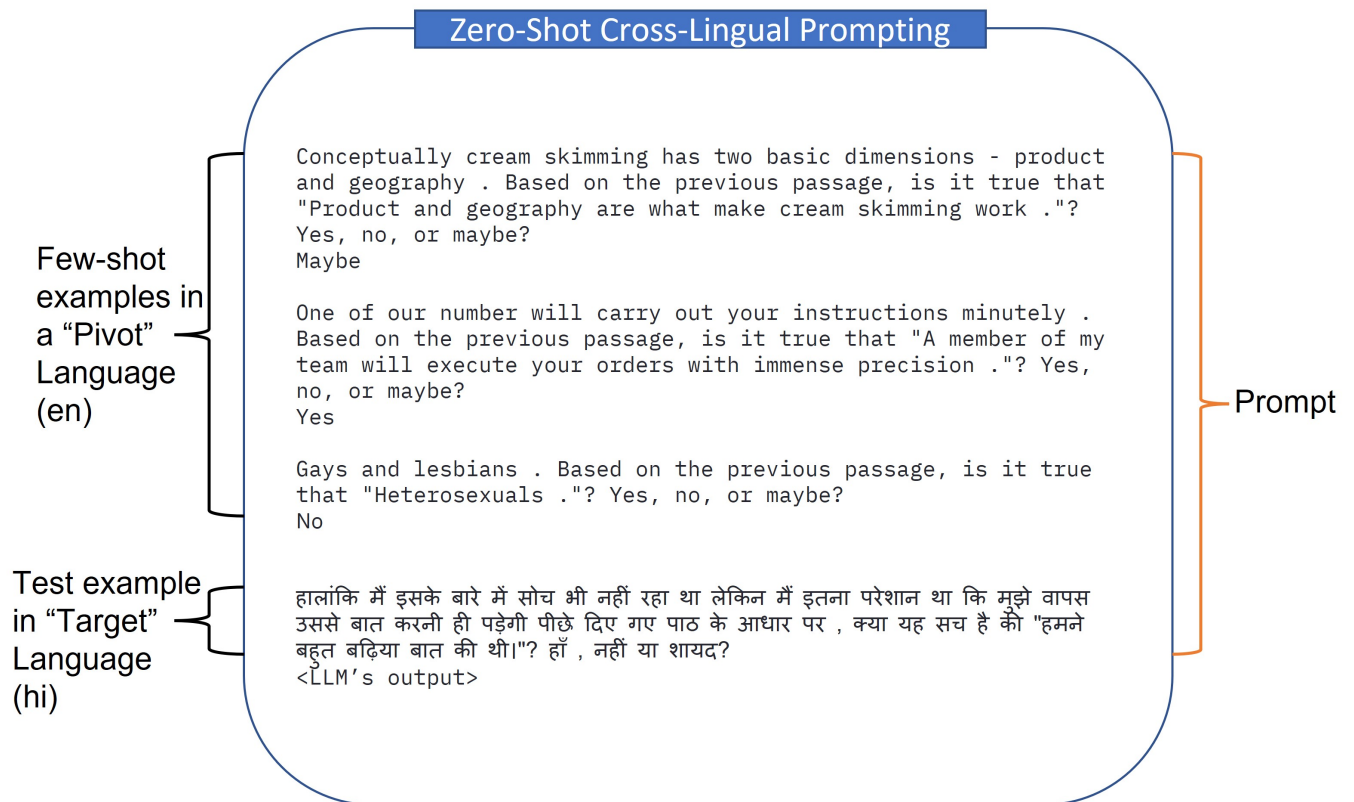 Zero-Shot Cross-Lingual Prompting
Conceptually cream skimming has two basic dimensions - product
and geography . Based on the previous passage, is it true that
"Product and geography are what make cream skimming work ."?
Yes, no, or maybe?
Maybe
One of our number will carry out your instructions minutely .
Based on the previous passage, is it true that "A member of my
team will execute your orders with immense precision ."? Yes,
no, or maybe?
Yes
Gays and lesbians . Based on the previous passage, is it true
that "Heterosexuals ."? Yes, no, or maybe?
No
Few-shot
examples in
a “Pivot”
Language
(en)
Prompt
Test example
in “Target”
Language
(hi)
हालांकि मैं इसके बारे में सोच भी नहीं रहा था लेकिन मैं इतना परेशान था कि मुझे वापस
उससे बात करनी ही पड़ेगी पीछे दिए गए पाठ के आधार पर , क्या यह सच है की "हमने
बहुत बढ़िया बात की थी।"? हाँ , नहीं या शायद?
<LLM’s output>